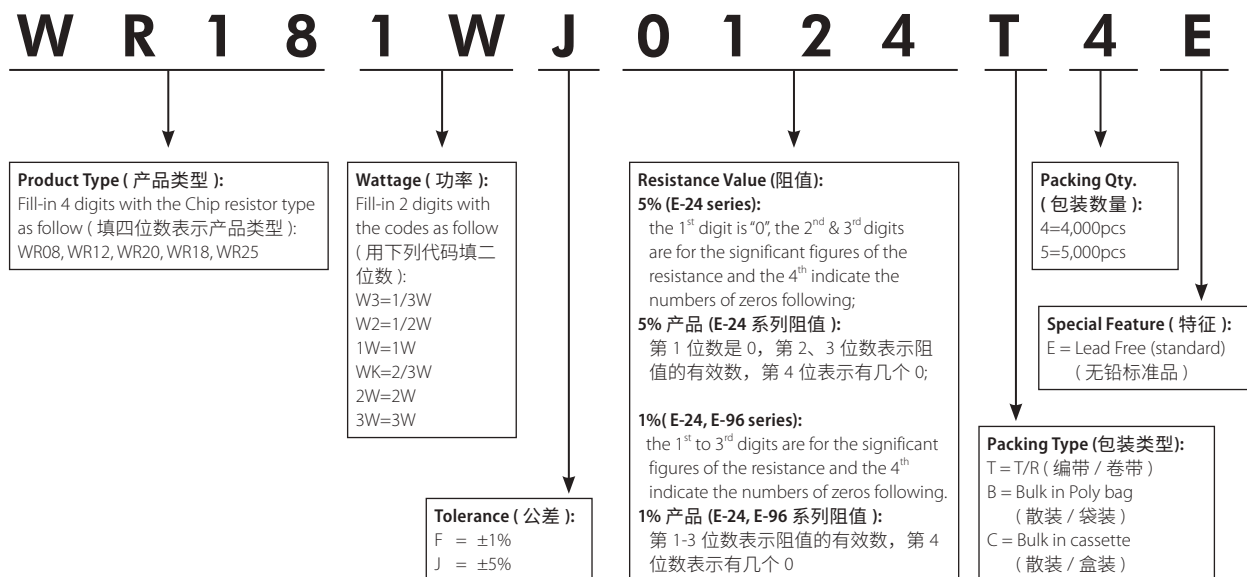 WR181WJ0124T4E
Product Type ( 产品类型 ):
Fill-in 4 digits with the Chip resistor type
as follow ( 填四位数表示产品类型 ):
WR08, WR12, WR20, WR18, WR25
Wattage ( 功率 ):
Fill-in 2 digits with
the codes as follow
( 用下列代码填二
位数 ):
W3=1/3W
W2=1/2W
1W=1W
WK=2/3W
2W=2W
3W=3W
Tolerance ( 公差 ):
F = ±1%
J = ±5%
Resistance Value (阻值):
5% (E-24 series):
the 1st digit is "0", the 2nd & 3rd digits
are for the significant figures of the
resistance and the 4th indicate the
numbers of zeros following;
5% 产品 (E-24 系列阻值 ):
第 1 位数是 0，第 2、3 位数表示阻
值的有效数，第 4 位表示有几个 0;
1%( E-24, E-96 series):
the 1st to 3rd digits are for the significant
figures of the resistance and the 4th
indicate the numbers of zeros following.
1% 产品 (E-24, E-96 系列阻值 ):
第 1-3 位数表示阻值的有效数，第 4
位数表示有几个 0
Packing Qty.
( 包装数量 ):
4=4,000pcs
5=5,000pcs
Special Feature ( 特征 ):
E = Lead Free (standard)
( 无铅标准品 )
Packing Type (包装类型):
T = T/R ( 编带 / 卷带 )
B = Bulk in Poly bag
( 散装 / 袋装 )
C = Bulk in cassette
( 散装 / 盒装 )